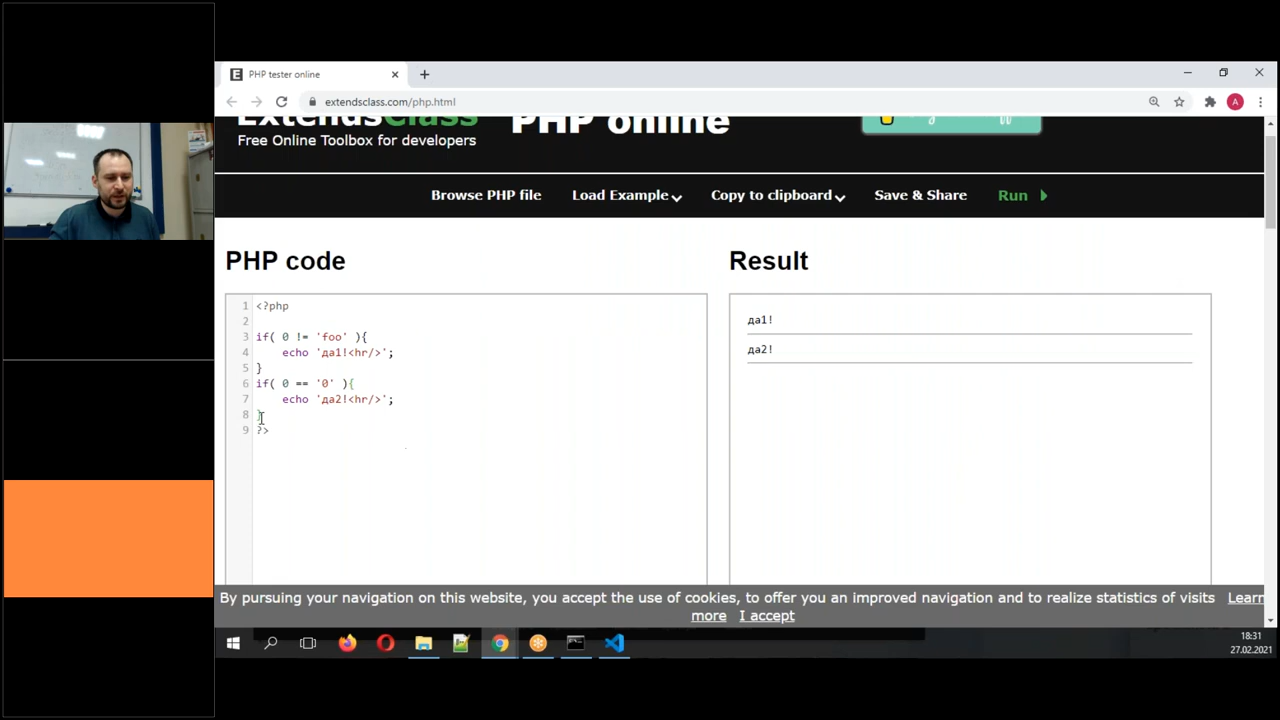 PHP tester online
extendsclass.com/php.html
ExtendsClass
PHP online
Free Online Toolbox for developers
Browse PHP file
Load Example
Copy to clipboard
Save & Share
Run
PHP code
Result
1 <?php
2
3 if( 0 != 'foo' ){
4 echo 'да1!<hr/>';
5 }
6 if( 0 == '0' ){
7 echo 'да2!<hr/>';
8 }
9 ?>
да1!
да2!
By pursuing your navigation on this website, you accept the use of cookies, to offer you an improved navigation and to realize statistics of visits Learn
more I accept
18:31
27.02.2021